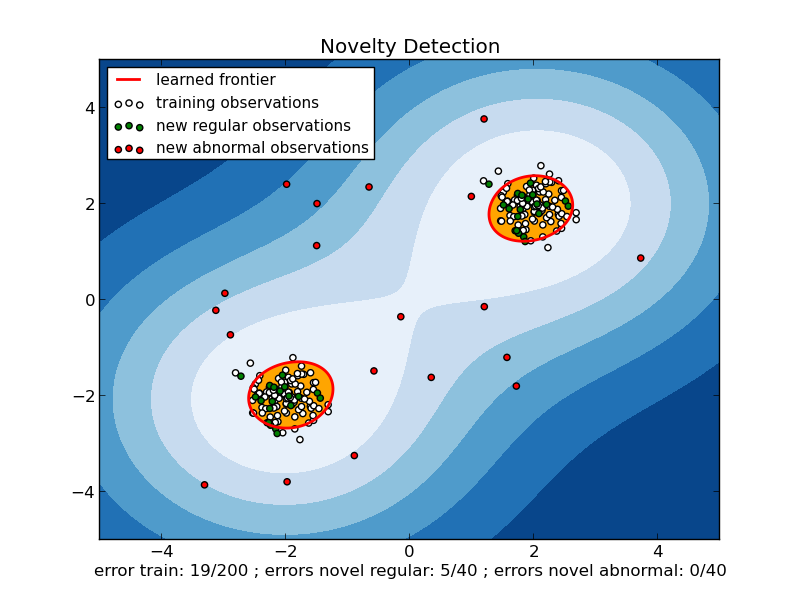 Novelty Detection
learned frontier
training observations
new regular observations
new abnormal observations
4
2
0
−2
−4
−4 −2 0 2 4
error train: 19/200 ; errors novel regular: 5/40 ; errors novel abnormal: 0/40